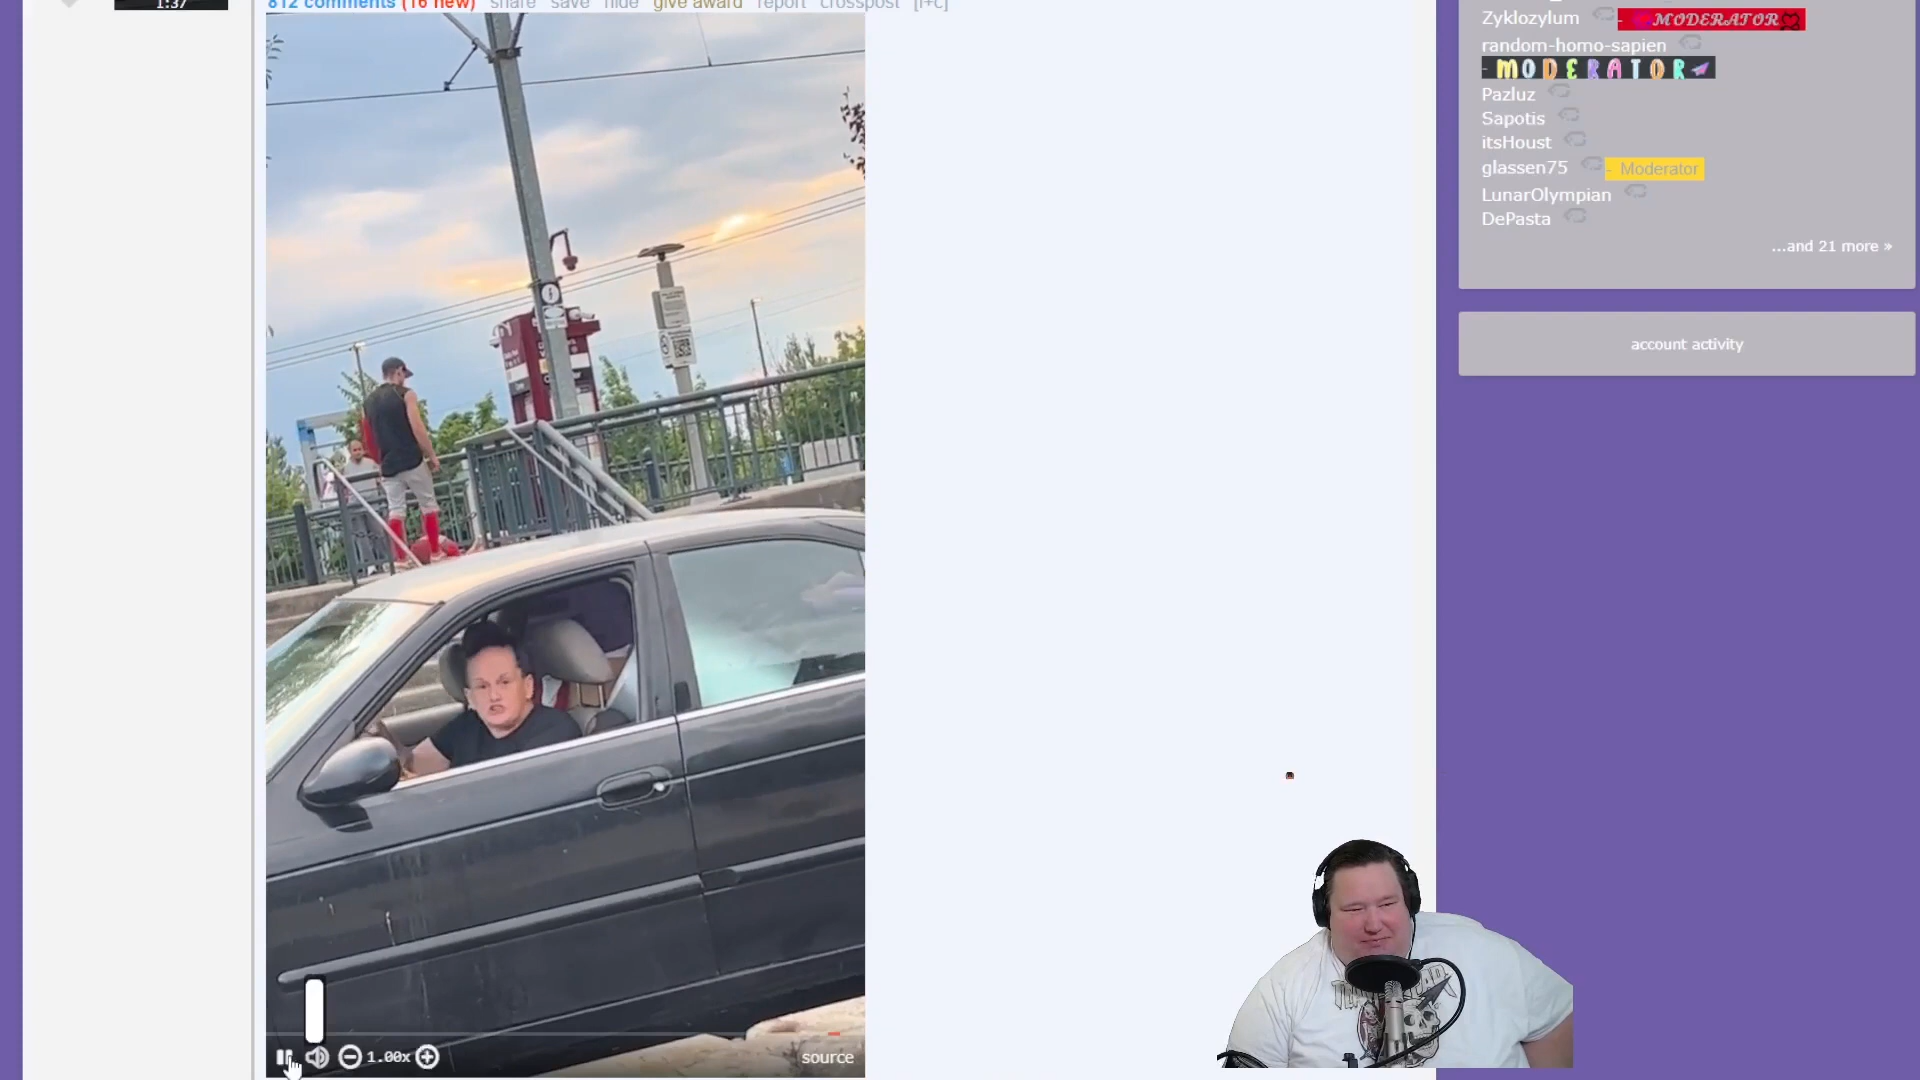 1:37
812 comments (16 new) share save hide give award report crosspost [l+c]
Zyklozylum - MODERATOR
random-homo-sapien
- MODERATOR
Pazluz
Sapotis
itsHoust
glassen75 - Moderator
LunarOlympian
DePasta
...and 21 more »
account activity
1.00x
source